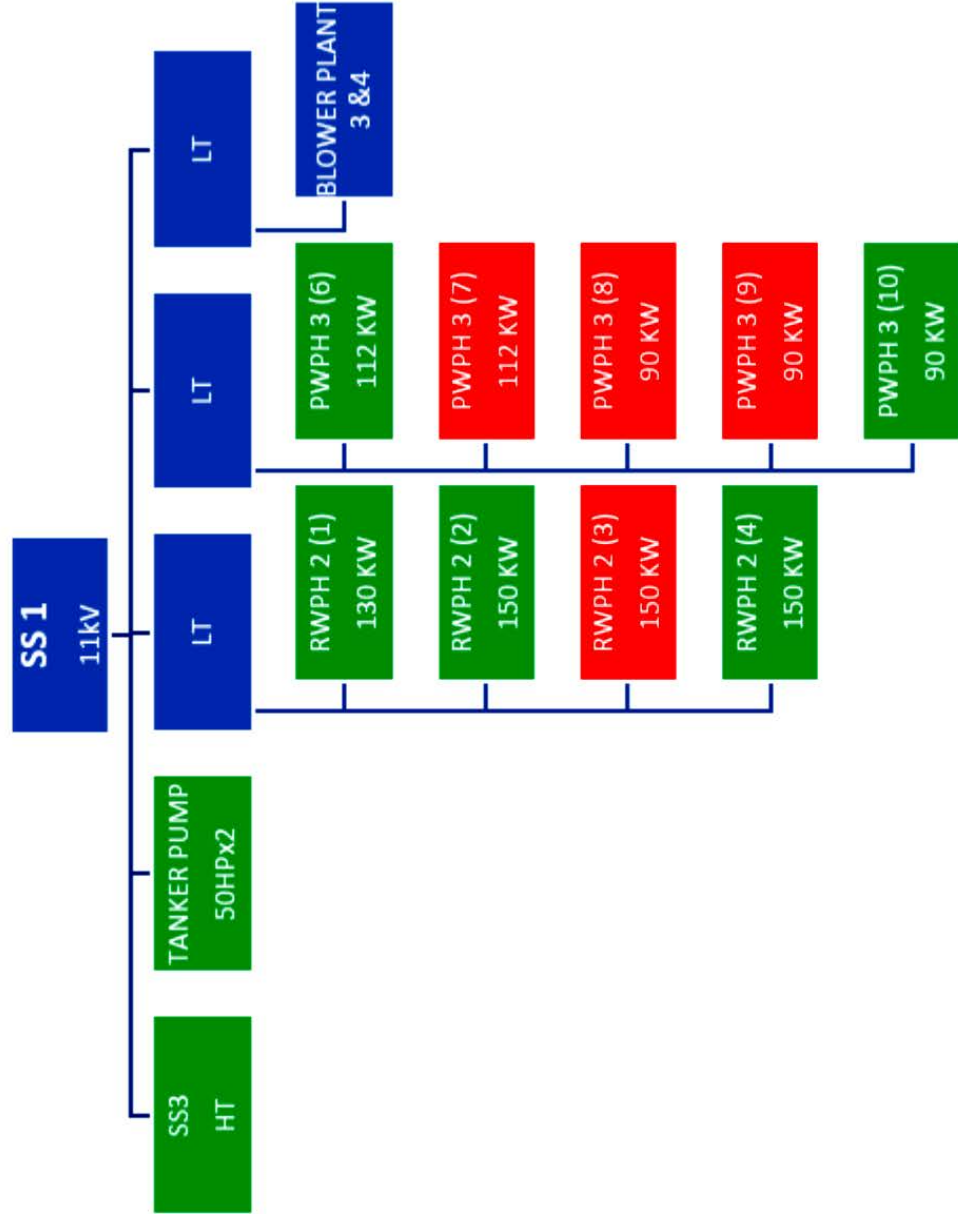 SS 1
11kV
SS3
HT
TANKER PUMP
50HPx2
LT
RWPH 2 (1)
130 KW
RWPH 2 (2)
150 KW
RWPH 2 (3)
150 KW
RWPH 2 (4)
150 KW
LT
PWPH 3 (6)
112 KW
PWPH 3 (7)
112 KW
PWPH 3 (8)
90 KW
PWPH 3 (9)
90 KW
PWPH 3 (10)
90 KW
LT
BLOWER PLANT
3 &4